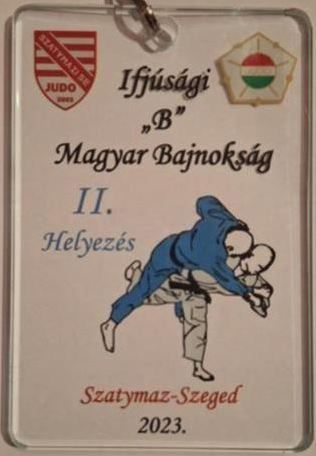 SZATYMAZI SE
JUDO
Ifjúsági
„B”
Magyar Bajnokság
II.
Helyezés
Szatymaz-Szeged
2023.